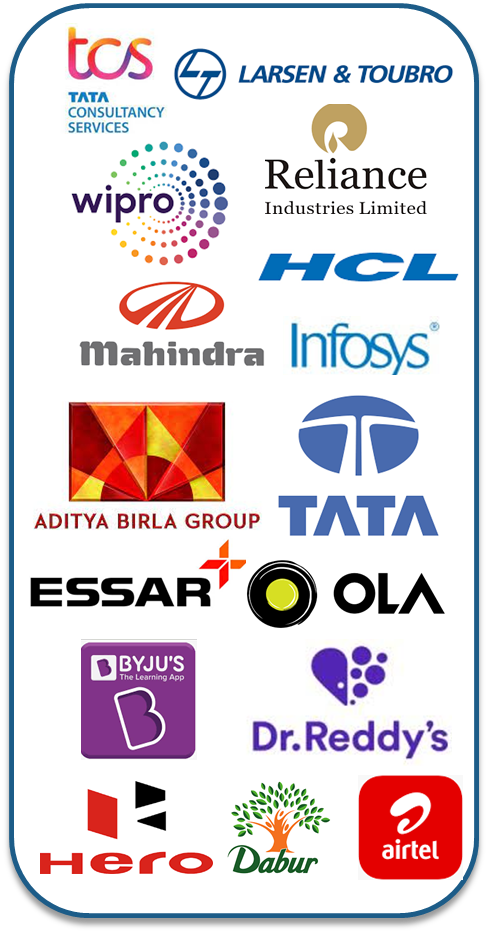 tcs
TATA
CONSULTANCY
SERVICES
LARSEN & TOUBRO
wipro
Reliance
Industries Limited
HCL
Mahindra
Infosys®
ADITYA BIRLA GROUP
TATA
ESSAR
OLA
B BYJU'S
The Learning App
B
Dr.Reddy's
Hero
Dabur
airtel